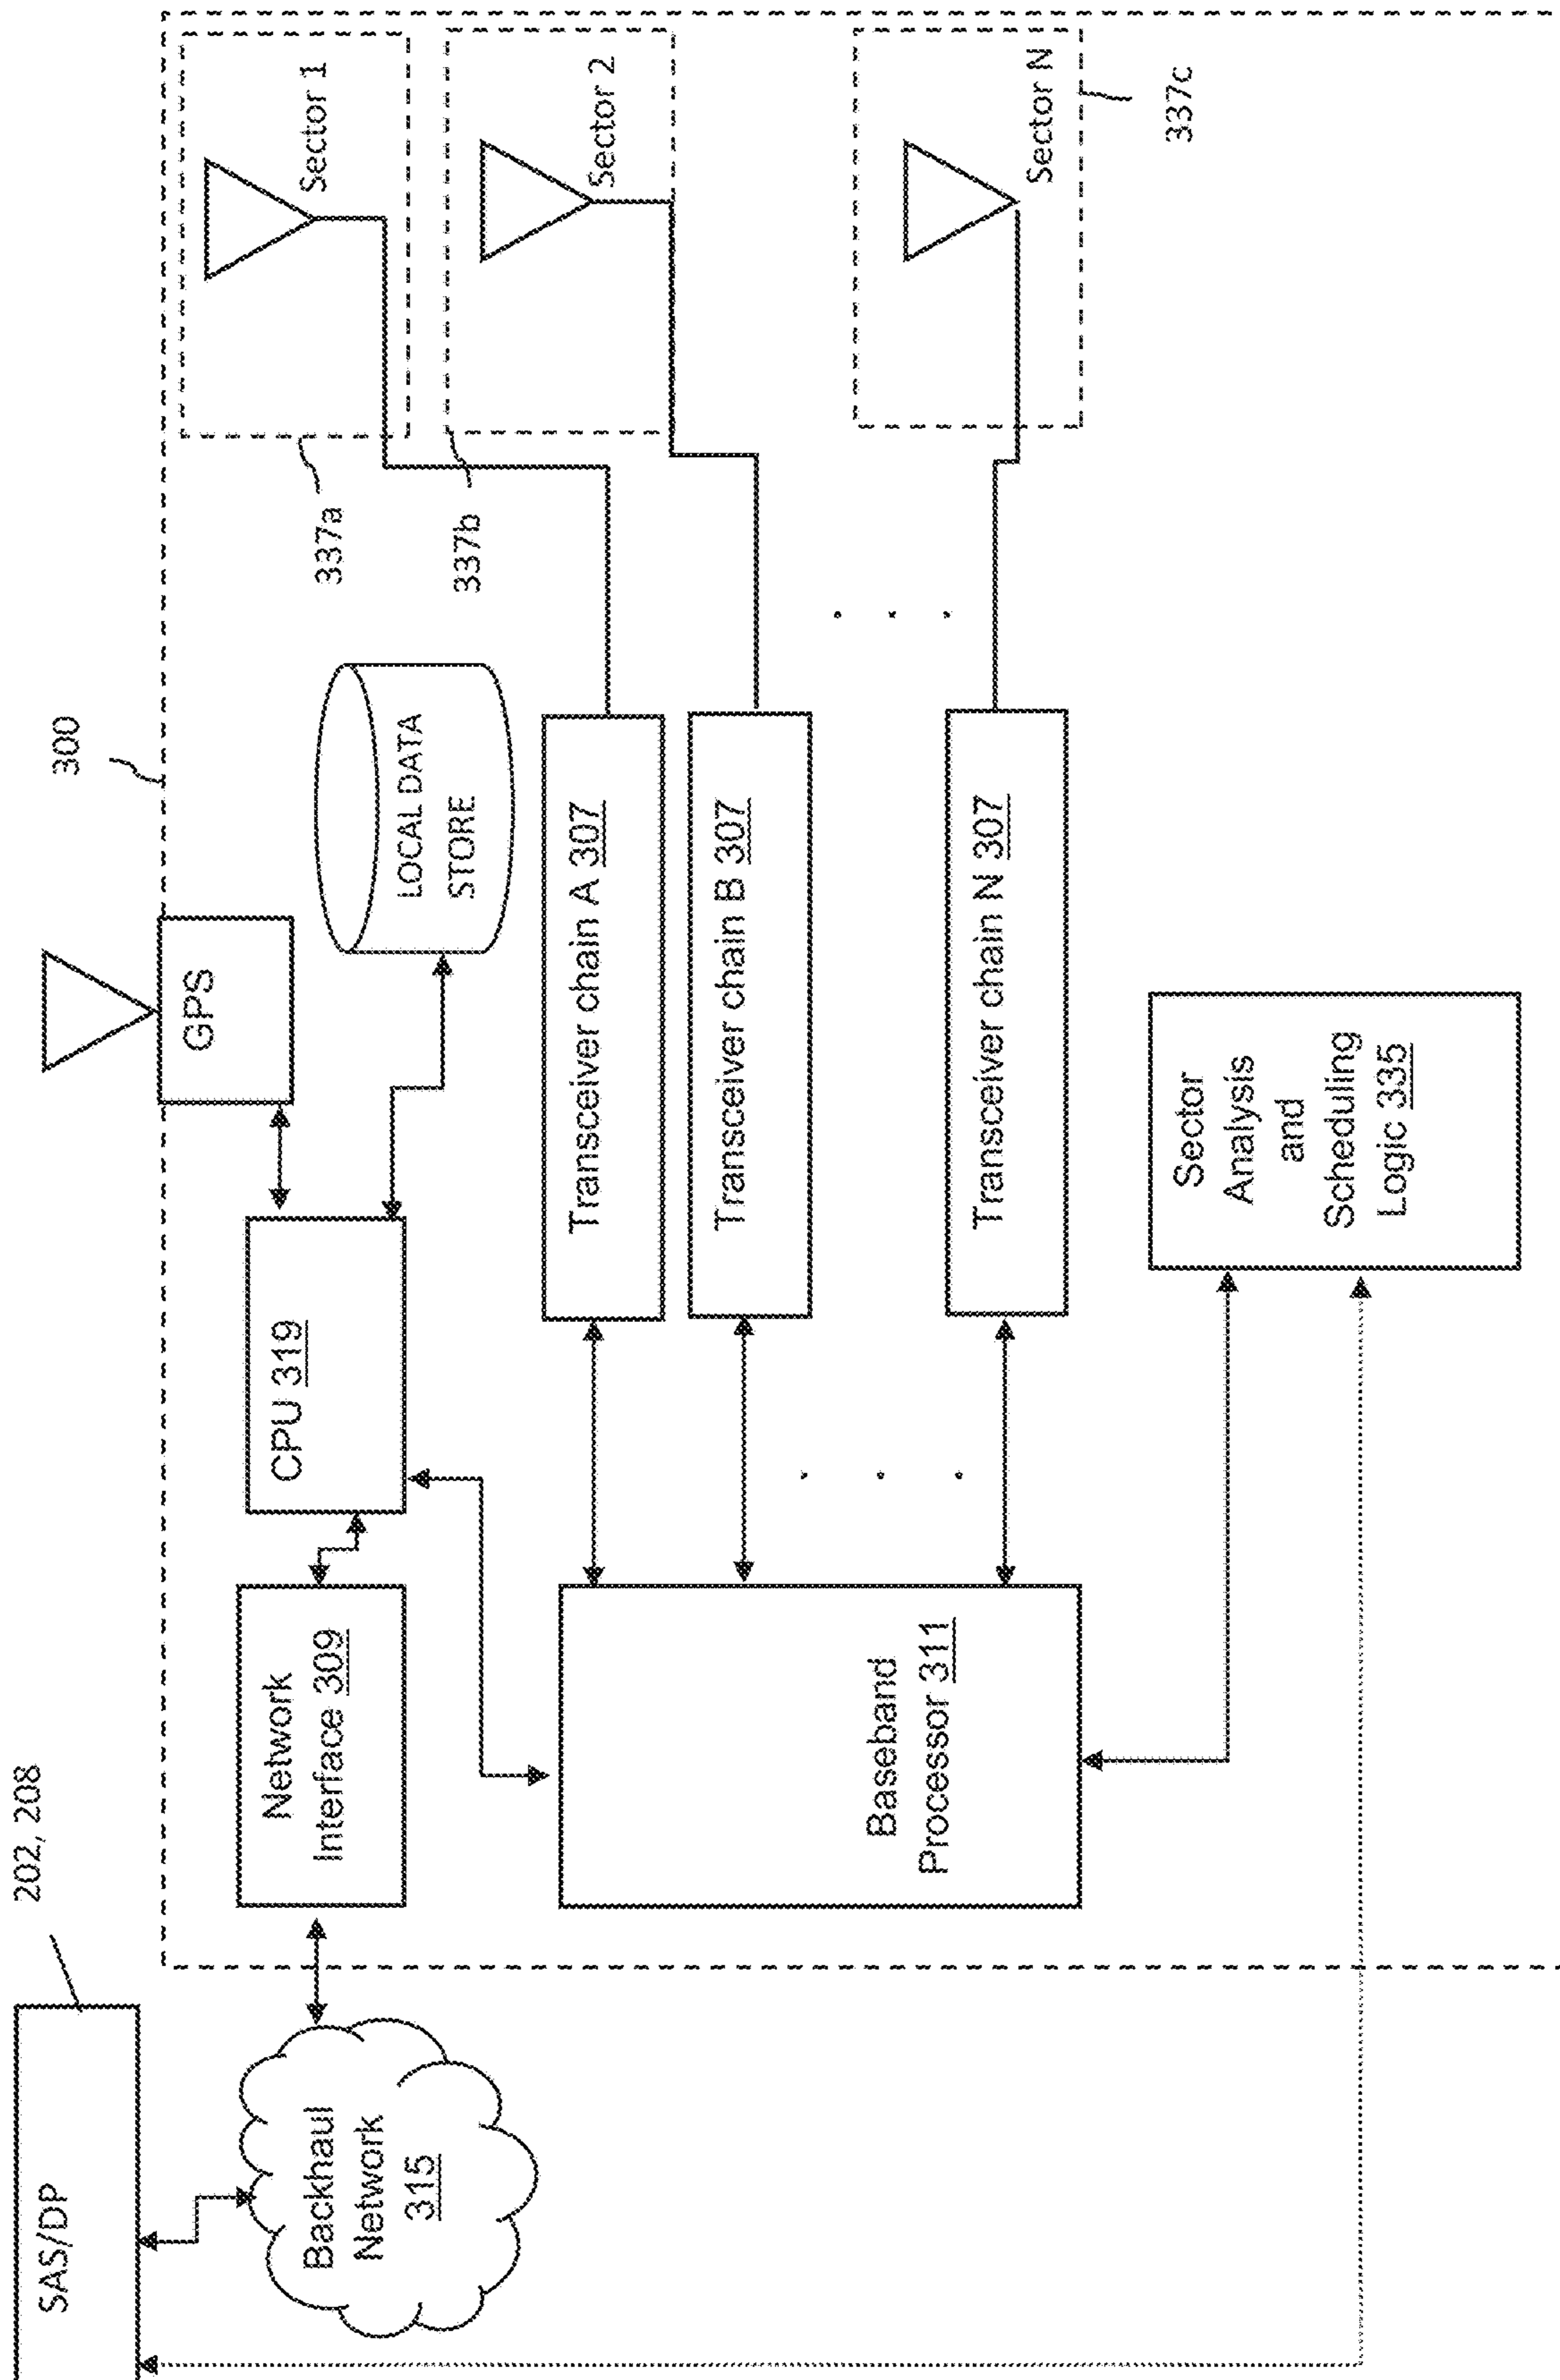 SAS/DP
202, 208
Backhaul
Network
315
300
Network
Interface 309
CPU 319
GPS
LOCAL DATA
STORE
Baseband
Processor 311
Transceiver chain A 307
Transceiver chain B 307
Transceiver chain N 307
Sector
Analysis
and
Scheduling
Logic 335
337a
Sector 1
337b
Sector 2
Sector N
337c